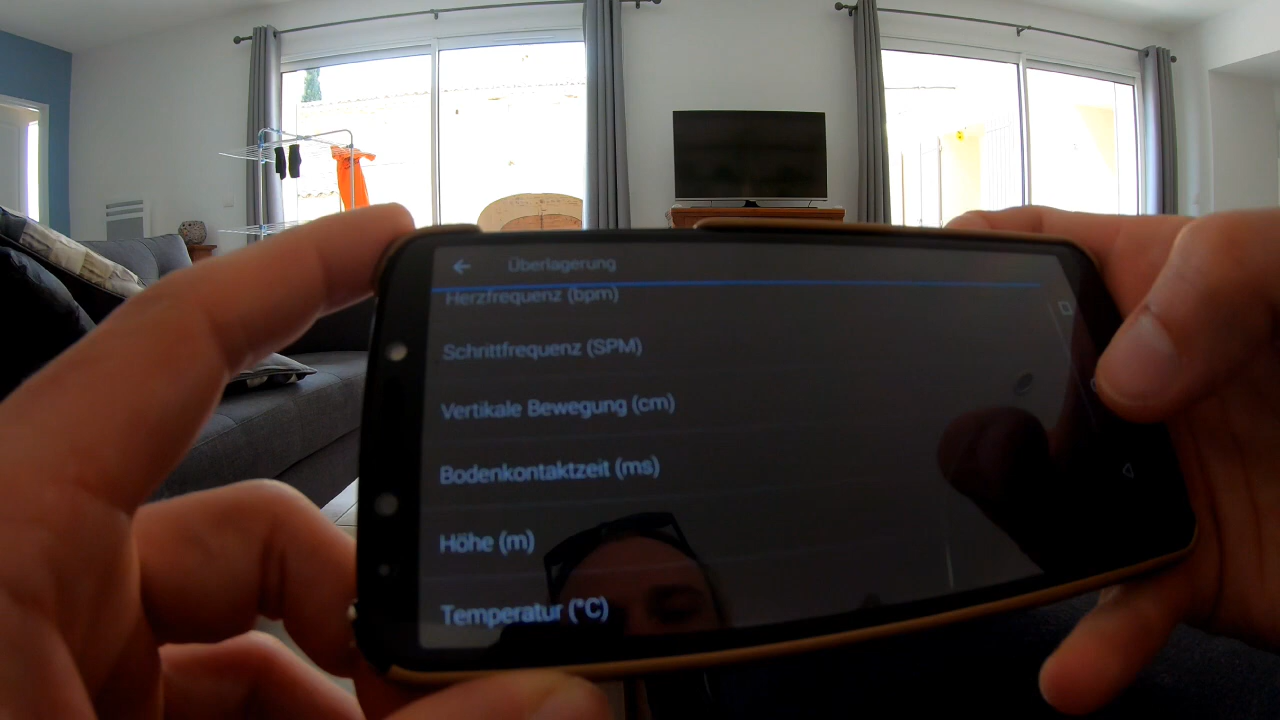 Überlagerung
Herzfrequenz (bpm)
Schrittfrequenz (SPM)
Vertikale Bewegung (cm)
Bodenkontaktzeit (ms)
Höhe (m)
Temperatur (°C)